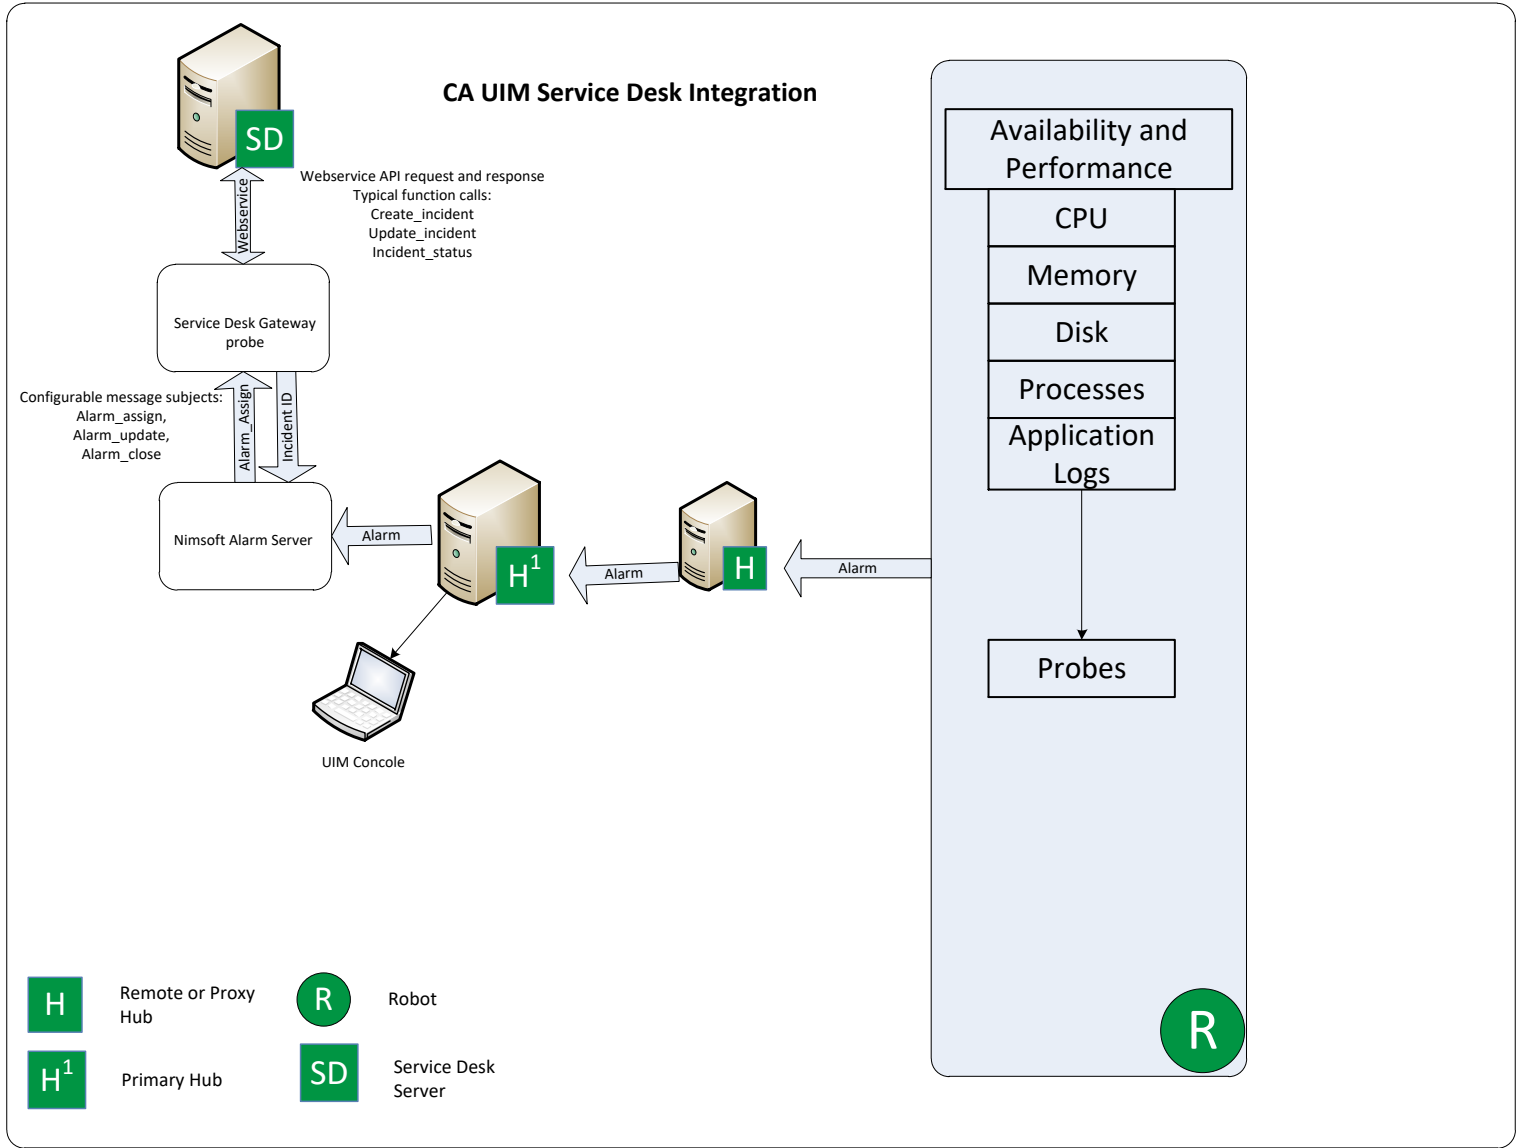 CA UIM Service Desk Integration
SD
Webservice
Webservice API request and response
Typical function calls:
Create_incident
Update_incident
Incident_status
Service Desk Gateway
probe
Configurable message subjects:
Alarm_assign,
Alarm_update,
Alarm_close
Alarm_Assign
Incident ID
Nimsoft Alarm Server
Alarm
H1
Alarm
H
Alarm
UIM Concole
Availability and
Performance
CPU
Memory
Disk
Processes
Application
Logs
Probes
R
H
Remote or Proxy
Hub
R
Robot
H1
Primary Hub
SD
Service Desk
Server